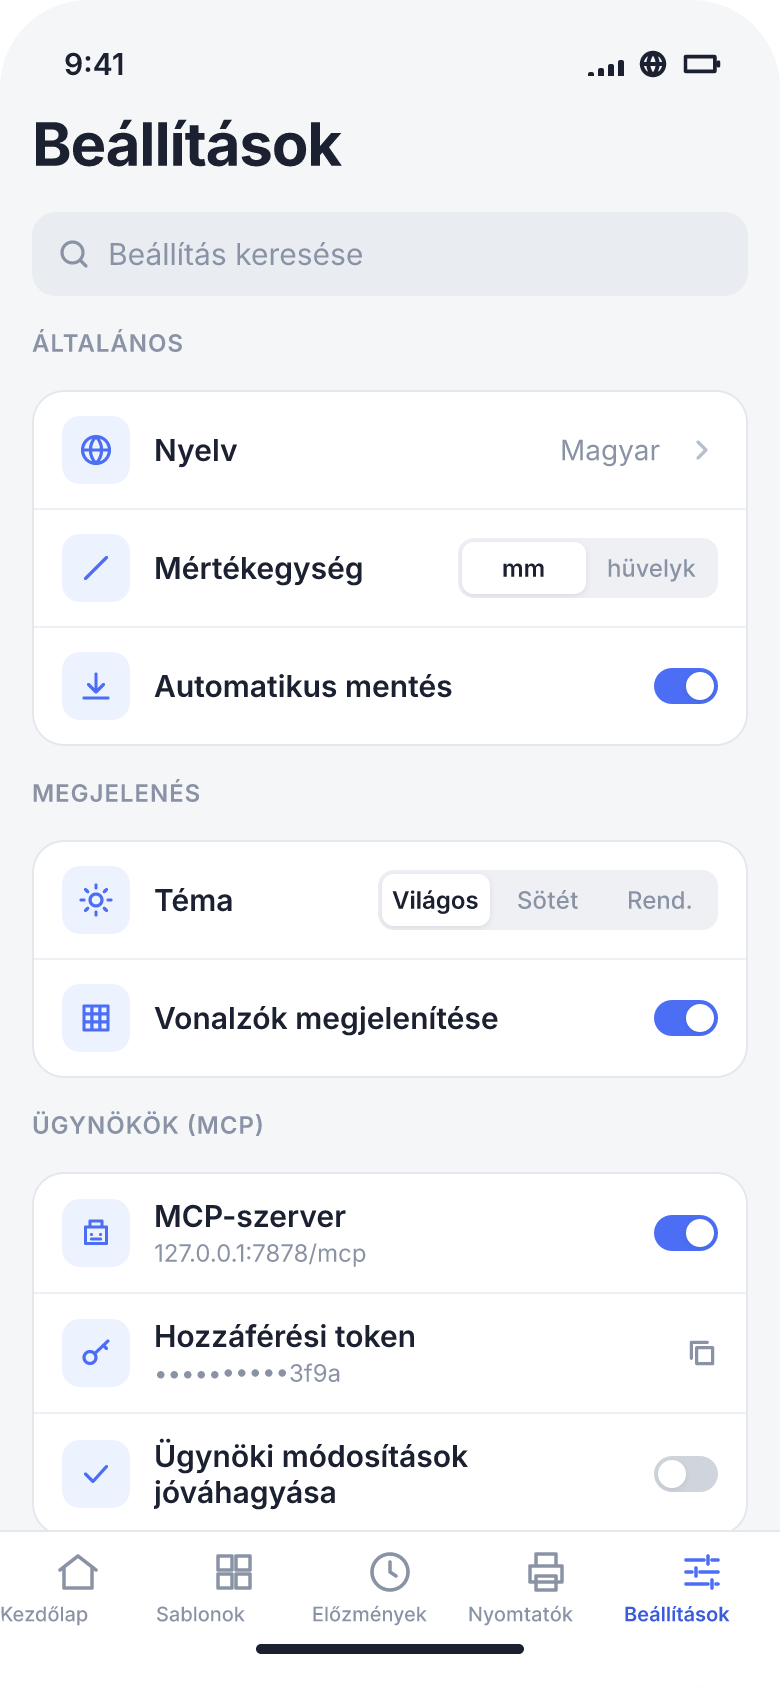 9:41
Beállítások
Beállítás keresése
ÁLTALÁNOS
Nyelv
Magyar
Mértékegység
mm
hüvelyk
Automatikus mentés
MEGJELENÉS
Téma
Világos
Sötét
Rend.
Vonalzók megjelenítése
ÜGYNÖKÖK (MCP)
MCP-szerver
127.0.0.1:7878/mcp
Hozzáférési token
••••••••••3f9a
Ügynöki módosítások
jóváhagyása
Kezdőlap
Sablonok
Előzmények
Nyomtatók
Beállítások